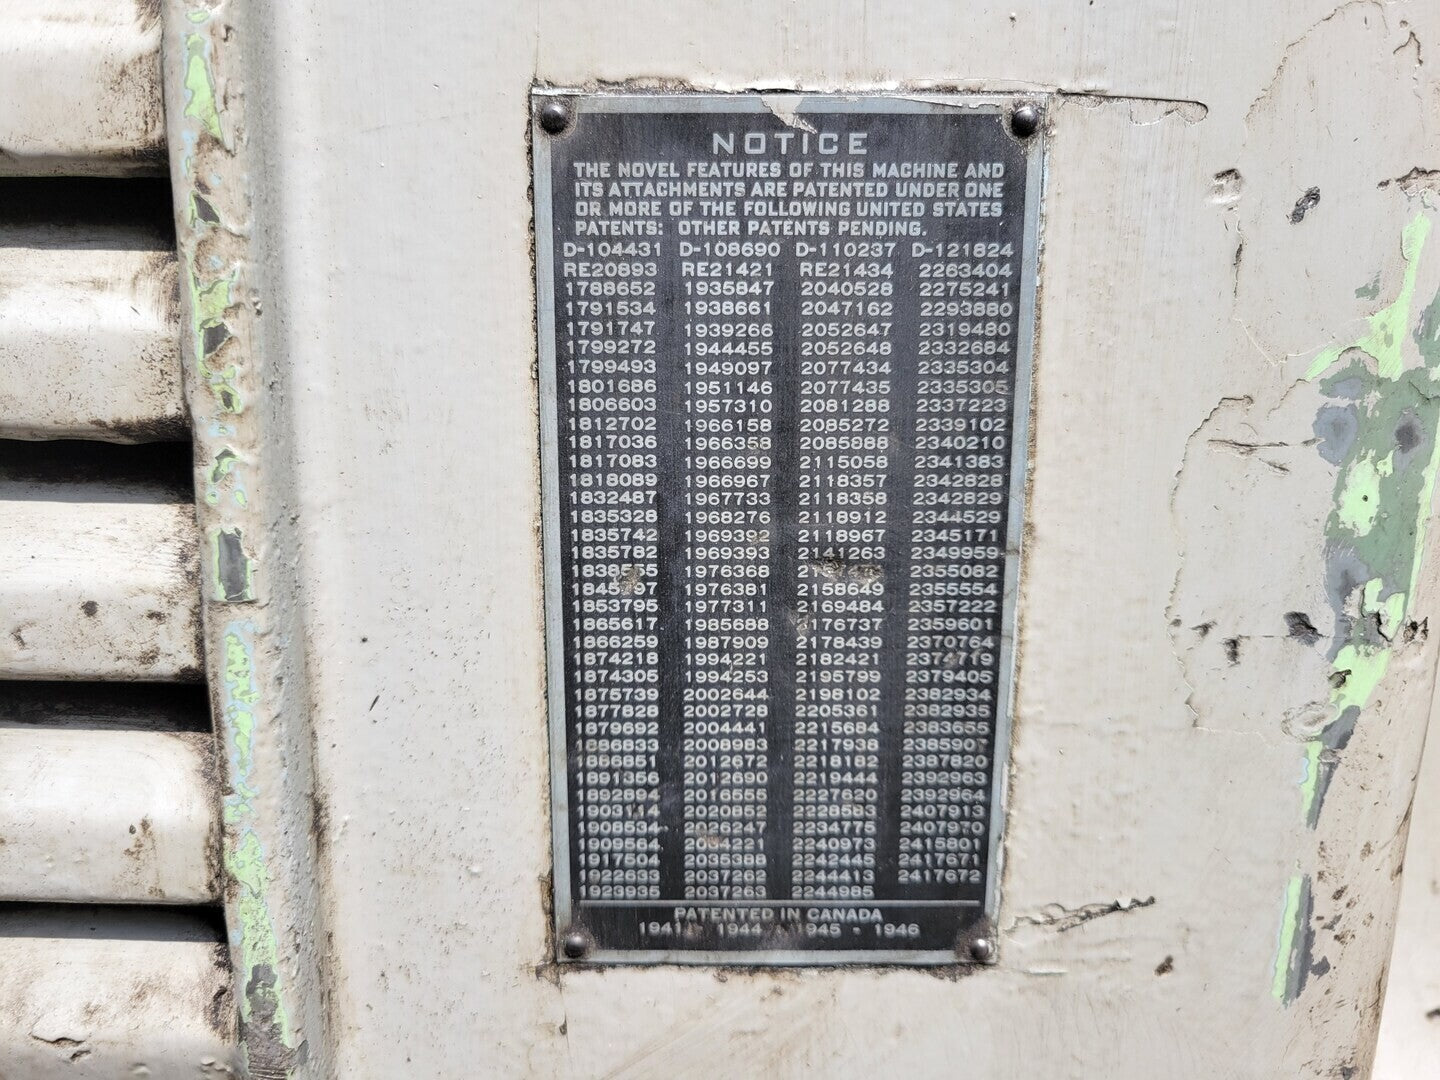 NOTICE
THE NOVEL FEATURES OF THIS MACHINE AND
ITS ATTACHMENTS ARE PATENTED UNDER ONE
OR MORE OF THE FOLLOWING UNITED STATES
PATENTS: OTHER PATENTS PENDING.
D-104431 D-108690 D-110237 D-121824
RE20893 RE21421 RE21434 2263404
1788652 1935847 2040528 2275241
1791534 1938661 2047162 2293880
1791747 1939266 2052647 2319480
1799272 1944455 2052648 2332684
1799493 1949097 2077434 2335304
1801686 1951146 2077435 2335305
1806603 1957310 2081288 2337223
1812702 1966158 2085272 2339102
1817036 1966358 2085888 2340210
1817083 1966699 2115058 2341383
1818089 1966967 2118357 2342828
1832487 1967733 2118358 2342829
1835328 1968276 2118912 2344529
1835742 1969392 2118967 2345171
1835782 1969393 2141263 2349959
1838555 1976368 2355082
1976381 2158649 2355554
1853795 1977311 2169484 2357222
1865617 1985688 2176737 2359601
1866259 1987909 2178439 2370764
1874218 1994221 2182421 2374719
1874305 1994253 2195799 2379405
1875739 2002644 2198102 2382934
1877828 2002728 2205361 2382935
1879892 2004441 2215684 2383655
1886833 2008983 2217938 2385907
1886851 2012672 2218182 2387820
1891356 2012690 2219444 2392963
1892894 2016555 2227620 2392964
1903114 2020852 2228583 2407913
1908534 2026247 2234775 2407970
1909564 2240973 2415801
1917504 2035388 2242445 2417671
1922633 2037262 2244413 2417672
1923935 2037263 2244985
PATENTED IN CANADA
1941 - 1944 - 1945 - 1946